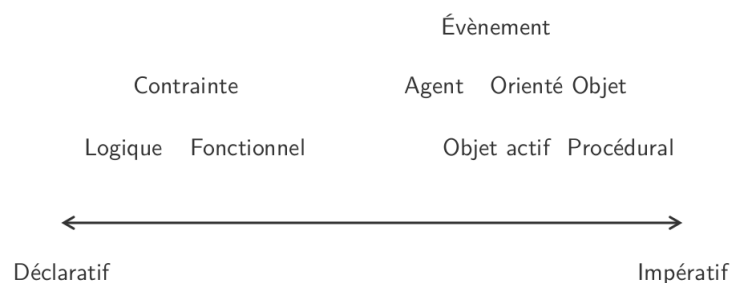 Évènement
Contrainte Agent Orienté Objet
Logique Fonctionnel Objet actif Procédural
Déclaratif Impératif